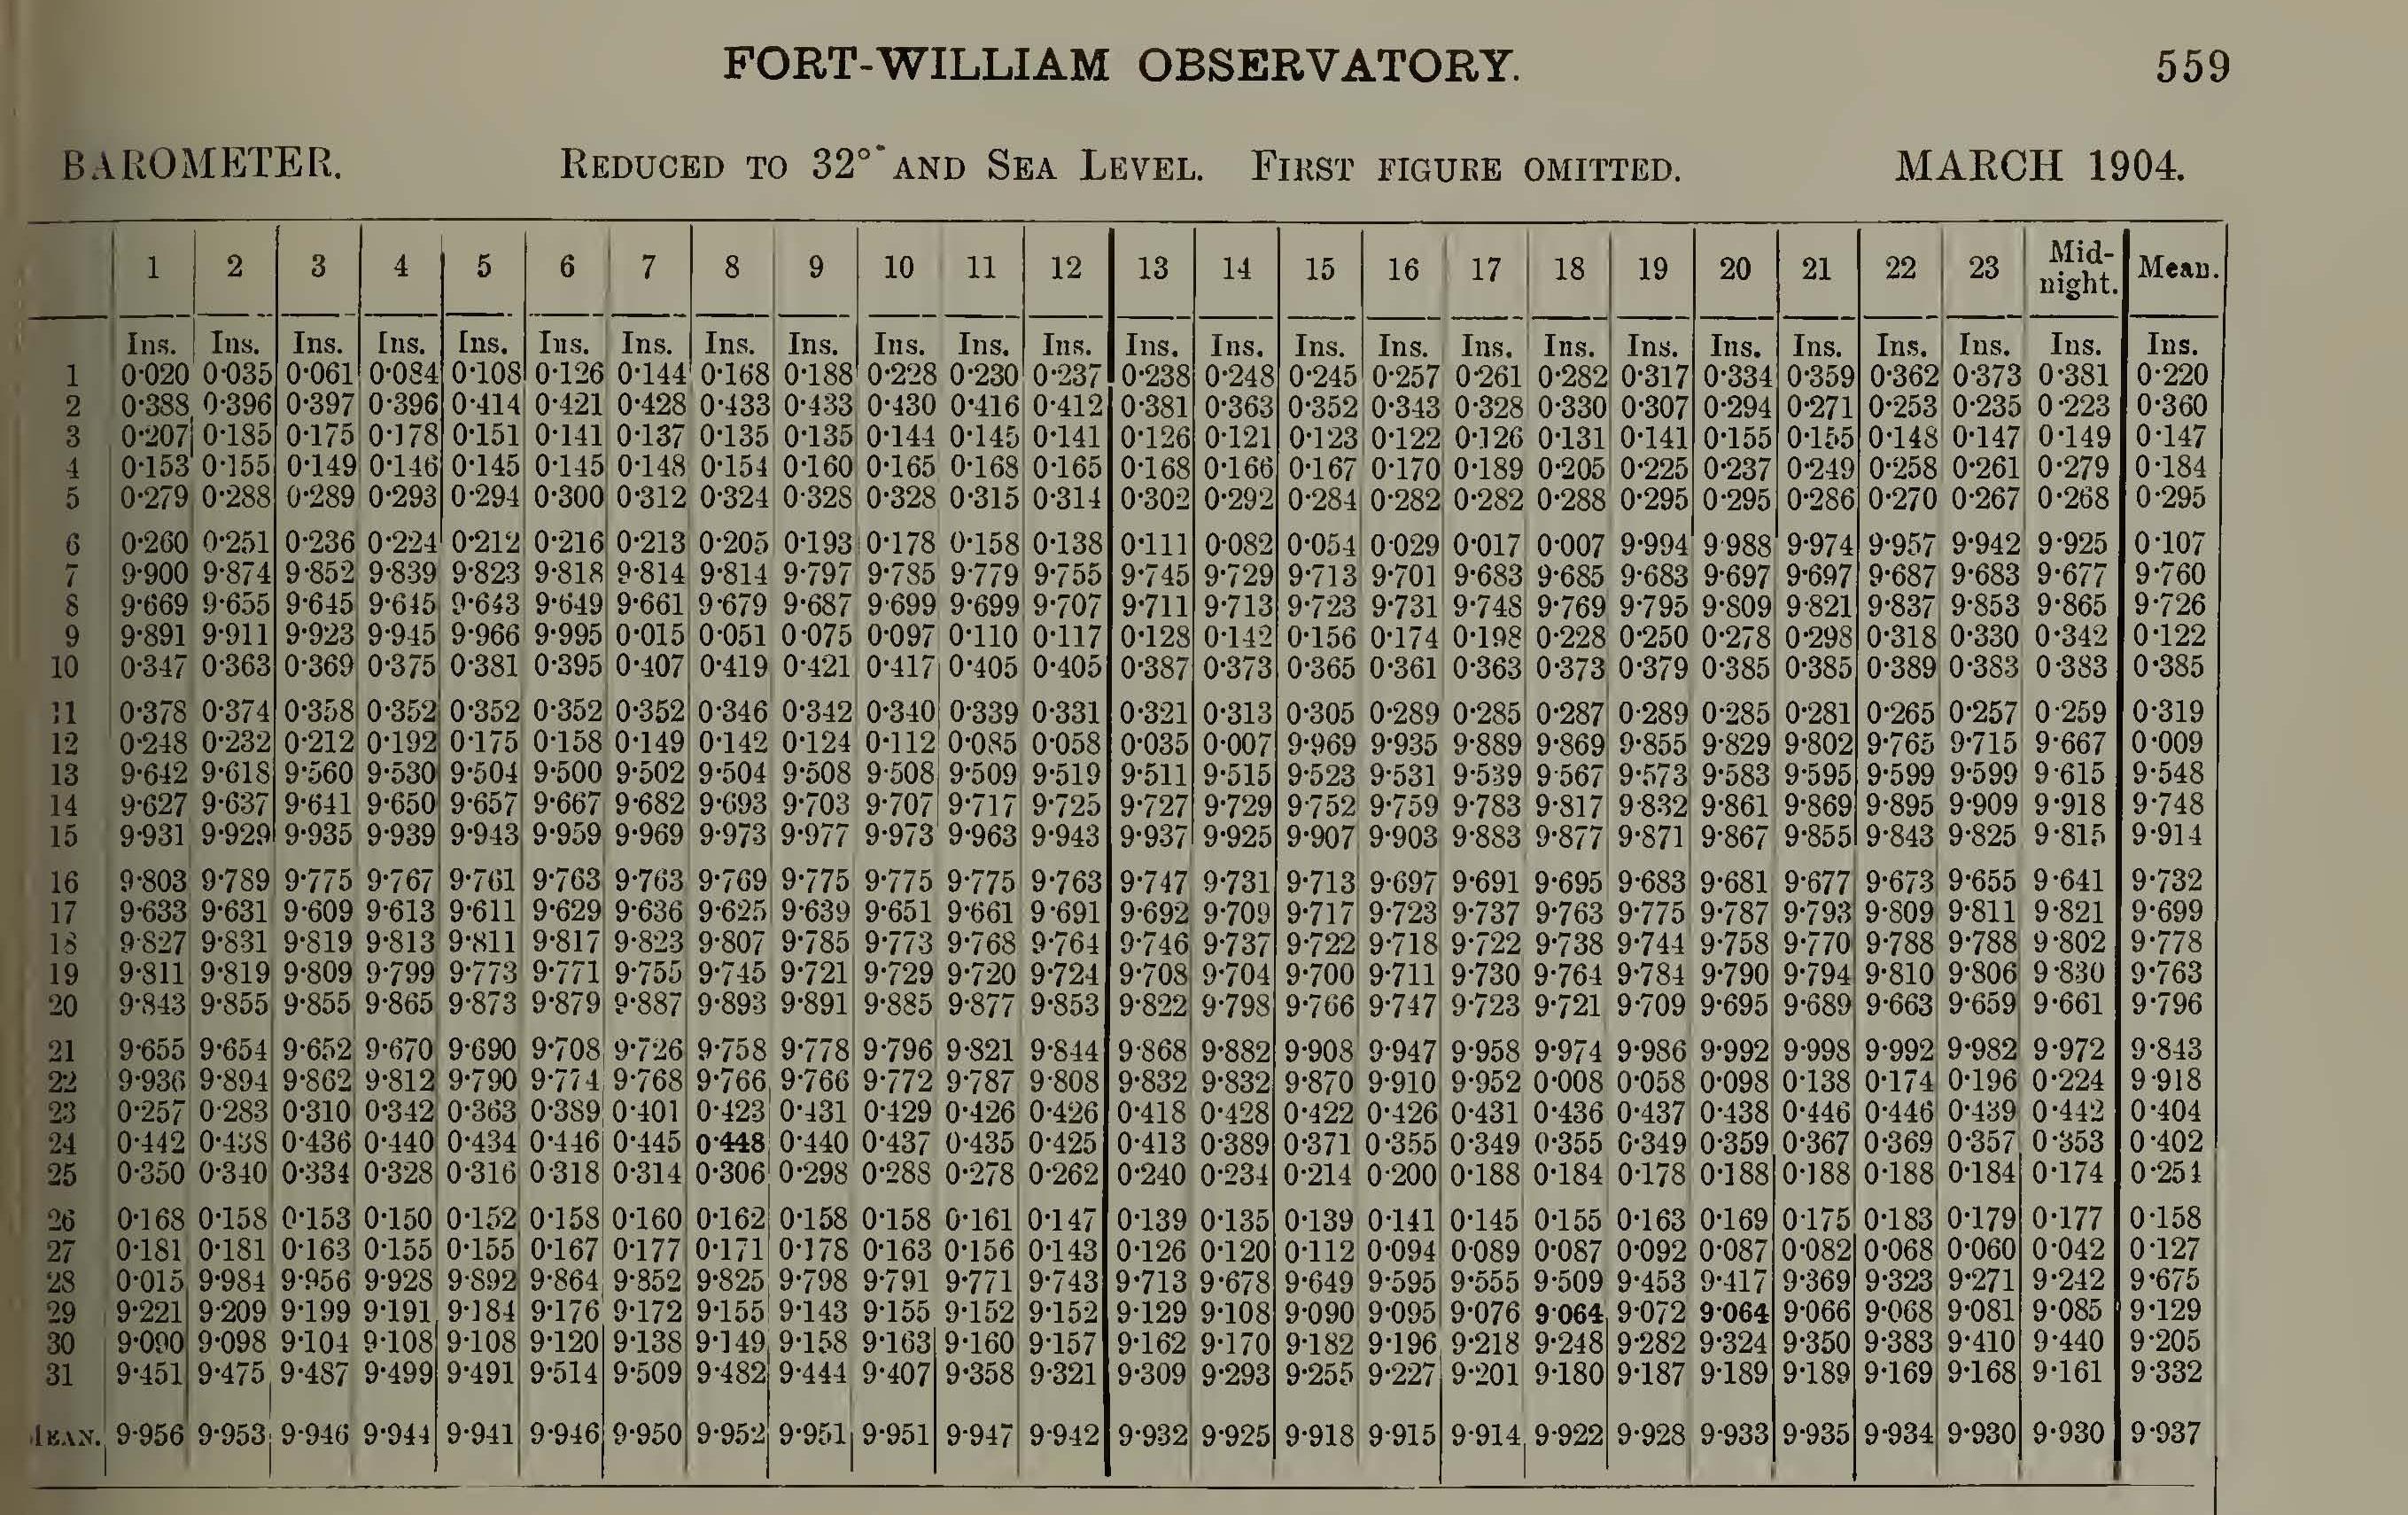 FORT-WILLIAM OBSERVATORY. 559
BAROMETER. REDUCED TO 32° AND SEA LEVEL. FIRST FIGURE OMITTED. MARCH 1904.
1 2 3 4 5 6 7 8 9 10 11 12 13 14 15 16 17 18 19 20 21 22 23 Mid-night. Mean.
Ins. Ins. Ins. Ins. Ins. Ins. Ins. Ins. Ins. Ins. Ins. Ins. Ins. Ins. Ins. Ins. Ins. Ins. Ins. Ins. Ins. Ins. Ins. Ins. Ins.
1 0·020 0·035 0·061 0·084 0·108 0·126 0·144 0·168 0·188 0·228 0·230 0·237 0·238 0·248 0·245 0·257 0·261 0·282 0·317 0·334 0·359 0·362 0·373 0·381 0·220
2 0·388 0·396 0·397 0·396 0·414 0·421 0·428 0·433 0·433 0·430 0·416 0·412 0·381 0·363 0·352 0·343 0·328 0·330 0·307 0·294 0·271 0·253 0·235 0·223 0·360
3 0·207 0·185 0·175 0·178 0·151 0·141 0·137 0·135 0·135 0·144 0·145 0·141 0·126 0·121 0·123 0·122 0·126 0·131 0·141 0·155 0·155 0·148 0·147 0·149 0·147
4 0·153 0·155 0·149 0·146 0·145 0·145 0·148 0·154 0·160 0·165 0·168 0·165 0·168 0·166 0·167 0·170 0·189 0·205 0·225 0·237 0·249 0·258 0·261 0·279 0·184
5 0·279 0·288 0·289 0·293 0·294 0·300 0·312 0·324 0·328 0·328 0·315 0·314 0·302 0·292 0·284 0·282 0·282 0·288 0·295 0·295 0·286 0·270 0·267 0·268 0·295
6 0·260 0·251 0·236 0·224 0·212 0·216 0·213 0·205 0·193 0·178 0·158 0·138 0·111 0·082 0·054 0·029 0·017 0·007 9·994 9·988 9·974 9·957 9·942 9·925 0·107
7 9·900 9·874 9·852 9·839 9·823 9·818 9·814 9·814 9·797 9·785 9·779 9·755 9·745 9·729 9·713 9·701 9·683 9·685 9·683 9·697 9·697 9·687 9·683 9·677 9·760
8 9·669 9·655 9·645 9·645 9·643 9·649 9·661 9·679 9·687 9·699 9·699 9·707 9·711 9·713 9·723 9·731 9·748 9·769 9·795 9·809 9·821 9·837 9·853 9·865 9·726
9 9·891 9·911 9·923 9·945 9·966 9·995 0·015 0·051 0·075 0·097 0·110 0·117 0·128 0·142 0·156 0·174 0·198 0·228 0·250 0·278 0·298 0·318 0·330 0·342 0·122
10 0·347 0·363 0·369 0·375 0·381 0·395 0·407 0·419 0·421 0·417 0·405 0·405 0·387 0·373 0·365 0·361 0·363 0·373 0·379 0·385 0·385 0·389 0·383 0·383 0·385
11 0·378 0·374 0·358 0·352 0·352 0·352 0·352 0·346 0·342 0·340 0·339 0·331 0·321 0·313 0·305 0·289 0·285 0·287 0·289 0·285 0·281 0·265 0·257 0·259 0·319
12 0·248 0·232 0·212 0·192 0·175 0·158 0·149 0·142 0·124 0·112 0·085 0·058 0·035 0·007 9·969 9·935 9·889 9·869 9·855 9·829 9·802 9·765 9·715 9·667 0·009
13 9·642 9·618 9·560 9·530 9·504 9·500 9·502 9·504 9·508 9·508 9·509 9·519 9·511 9·515 9·523 9·531 9·539 9·567 9·573 9·583 9·595 9·599 9·599 9·615 9·548
14 9·627 9·637 9·641 9·650 9·657 9·667 9·682 9·693 9·703 9·707 9·717 9·725 9·727 9·729 9·752 9·759 9·783 9·817 9·832 9·861 9·869 9·895 9·909 9·918 9·748
15 9·931 9·929 9·935 9·939 9·943 9·959 9·969 9·973 9·977 9·973 9·963 9·943 9·937 9·925 9·907 9·903 9·883 9·877 9·871 9·867 9·855 9·843 9·825 9·815 9·914
16 9·803 9·789 9·775 9·767 9·761 9·763 9·763 9·769 9·775 9·775 9·775 9·763 9·747 9·731 9·713 9·697 9·691 9·695 9·683 9·681 9·677 9·673 9·655 9·641 9·732
17 9·633 9·631 9·609 9·613 9·611 9·629 9·636 9·625 9·639 9·651 9·661 9·691 9·692 9·709 9·717 9·723 9·737 9·763 9·775 9·787 9·793 9·809 9·811 9·821 9·699
18 9·827 9·831 9·819 9·813 9·811 9·817 9·823 9·807 9·785 9·773 9·768 9·764 9·746 9·737 9·722 9·718 9·722 9·738 9·744 9·758 9·770 9·788 9·788 9·802 9·778
19 9·811 9·819 9·809 9·799 9·773 9·771 9·755 9·745 9·721 9·729 9·720 9·724 9·708 9·704 9·700 9·711 9·730 9·764 9·784 9·790 9·794 9·810 9·806 9·830 9·763
20 9·843 9·855 9·855 9·865 9·873 9·879 9·887 9·893 9·891 9·885 9·877 9·853 9·822 9·798 9·766 9·747 9·723 9·721 9·709 9·695 9·689 9·663 9·659 9·661 9·796
21 9·655 9·654 9·652 9·670 9·690 9·708 9·726 9·758 9·778 9·796 9·821 9·844 9·868 9·882 9·908 9·947 9·958 9·974 9·986 9·992 9·998 9·992 9·982 9·972 9·843
22 9·936 9·894 9·862 9·812 9·790 9·774 9·768 9·766 9·766 9·772 9·787 9·808 9·832 9·832 9·870 9·910 9·952 0·008 0·058 0·098 0·138 0·174 0·196 0·224 9·918
23 0·257 0·283 0·310 0·342 0·363 0·389 0·401 0·423 0·431 0·429 0·426 0·426 0·418 0·428 0·422 0·426 0·431 0·436 0·437 0·438 0·446 0·446 0·439 0·442 0·404
24 0·442 0·438 0·436 0·440 0·434 0·446 0·445 0·448 0·440 0·437 0·435 0·425 0·413 0·389 0·371 0·355 0·349 0·355 0·349 0·359 0·367 0·369 0·357 0·353 0·402
25 0·350 0·340 0·334 0·328 0·316 0·318 0·314 0·306 0·298 0·288 0·278 0·262 0·240 0·234 0·214 0·200 0·188 0·184 0·178 0·188 0·188 0·188 0·184 0·174 0·251
26 0·168 0·158 0·153 0·150 0·152 0·158 0·160 0·162 0·158 0·158 0·161 0·147 0·139 0·135 0·139 0·141 0·145 0·155 0·163 0·169 0·175 0·183 0·179 0·177 0·158
27 0·181 0·181 0·163 0·155 0·155 0·167 0·177 0·171 0·178 0·163 0·156 0·143 0·126 0·120 0·112 0·094 0·089 0·087 0·092 0·087 0·082 0·068 0·060 0·042 0·127
28 0·015 9·984 9·956 9·928 9·892 9·864 9·852 9·825 9·798 9·791 9·771 9·743 9·713 9·678 9·649 9·595 9·555 9·509 9·453 9·417 9·369 9·323 9·271 9·242 9·675
29 9·221 9·209 9·199 9·191 9·184 9·176 9·172 9·155 9·143 9·155 9·152 9·152 9·129 9·108 9·090 9·095 9·076 9·064 9·072 9·064 9·066 9·068 9·081 9·085 9·129
30 9·090 9·098 9·104 9·108 9·108 9·120 9·138 9·149 9·158 9·163 9·160 9·157 9·162 9·170 9·182 9·196 9·218 9·248 9·282 9·324 9·350 9·383 9·410 9·440 9·205
31 9·451 9·475 9·487 9·499 9·491 9·514 9·509 9·482 9·444 9·407 9·358 9·321 9·309 9·293 9·255 9·227 9·201 9·180 9·187 9·189 9·189 9·169 9·168 9·161 9·332
MEAN. 9·956 9·953 9·946 9·944 9·941 9·946 9·950 9·952 9·951 9·951 9·947 9·942 9·932 9·925 9·918 9·915 9·914 9·922 9·928 9·933 9·935 9·934 9·930 9·930 9·937